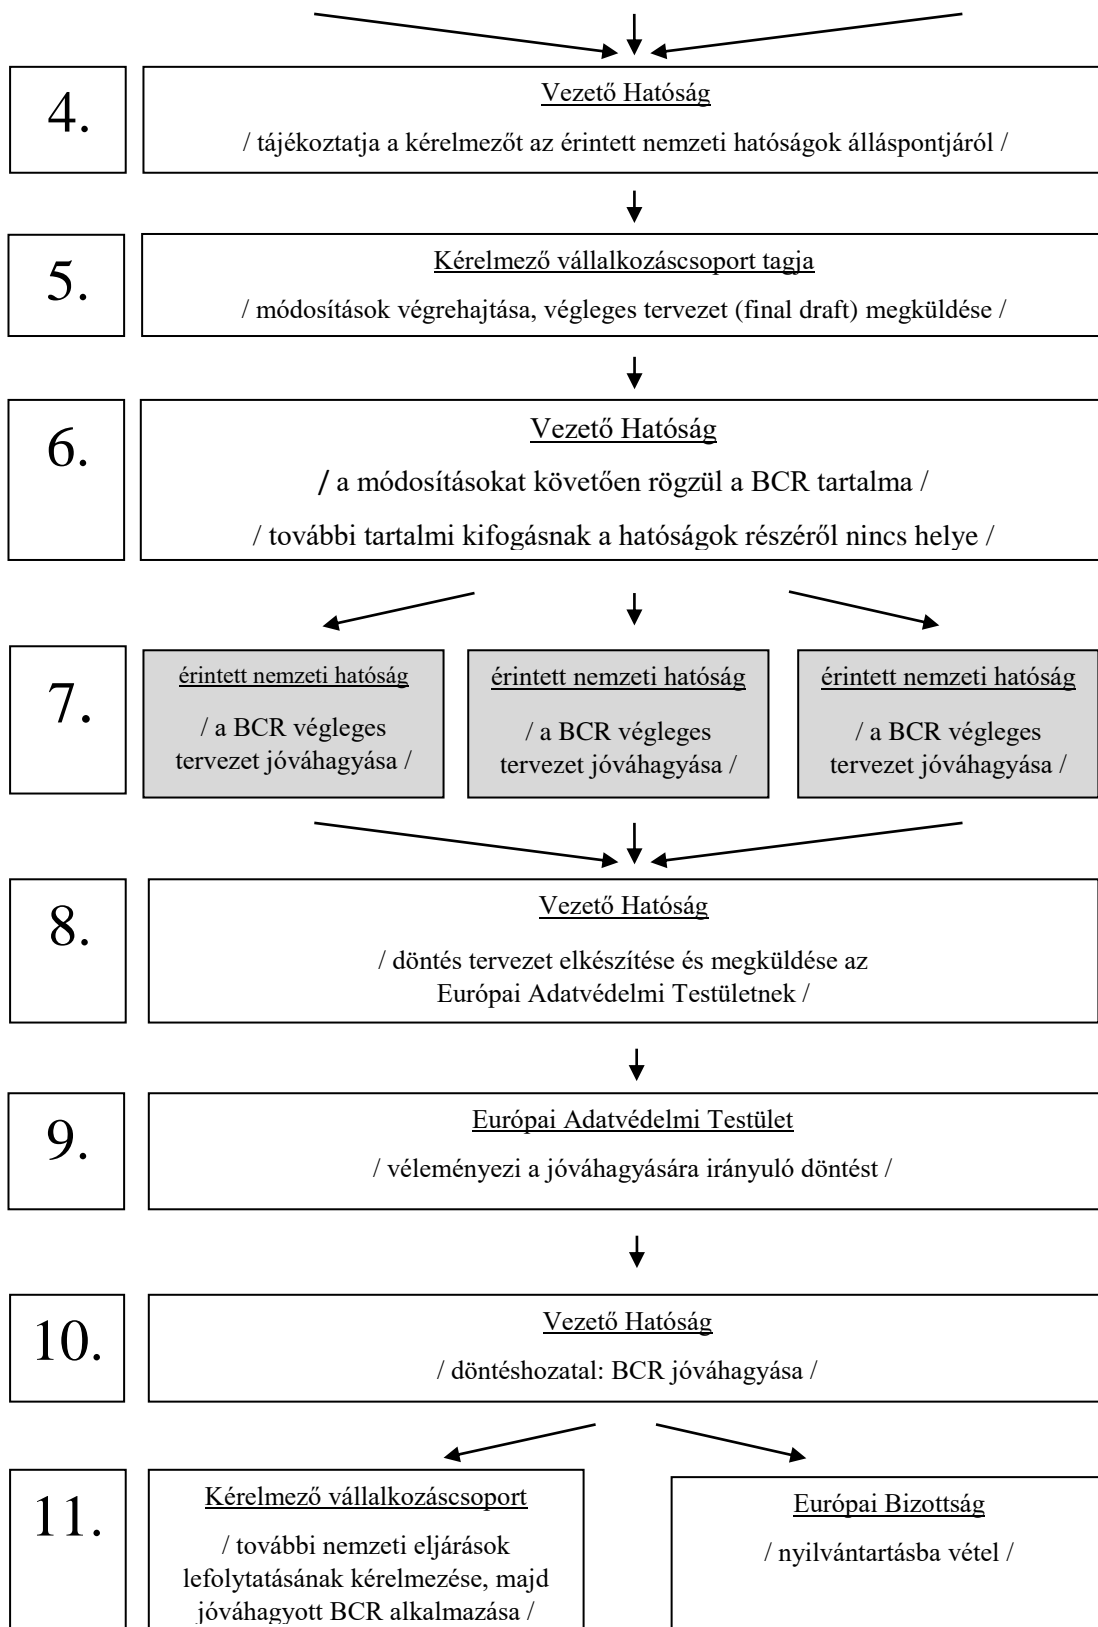 4.
Vezető Hatóság
/ tájékoztatja a kérelmezőt az érintett nemzeti hatóságok álláspontjáról /
5.
Kérelmező vállalkozáscsoport tagja
/ módosítások végrehajtása, végleges tervezet (final draft) megküldése /
6.
Vezető Hatóság
/ a módosításokat követően rögzül a BCR tartalma /
/ további tartalmi kifogásnak a hatóságok részéről nincs helye /
7.
érintett nemzeti hatóság
/ a BCR végleges
tervezet jóváhagyása /
érintett nemzeti hatóság
/ a BCR végleges
tervezet jóváhagyása /
érintett nemzeti hatóság
/ a BCR végleges
tervezet jóváhagyása /
8.
Vezető Hatóság
/ döntés tervezet elkészítése és megküldése az
Európai Adatvédelmi Testületnek /
9.
Európai Adatvédelmi Testület
/ véleményezi a jóváhagyására irányuló döntést /
10.
Vezető Hatóság
/ döntéshozatal: BCR jóváhagyása /
11.
Kérelmező vállalkozáscsoport
/ további nemzeti eljárások
lefolytatásának kérelmezése, majd
jóváhagyott BCR alkalmazása /
Európai Bizottság
/ nyilvántartásba vétel /